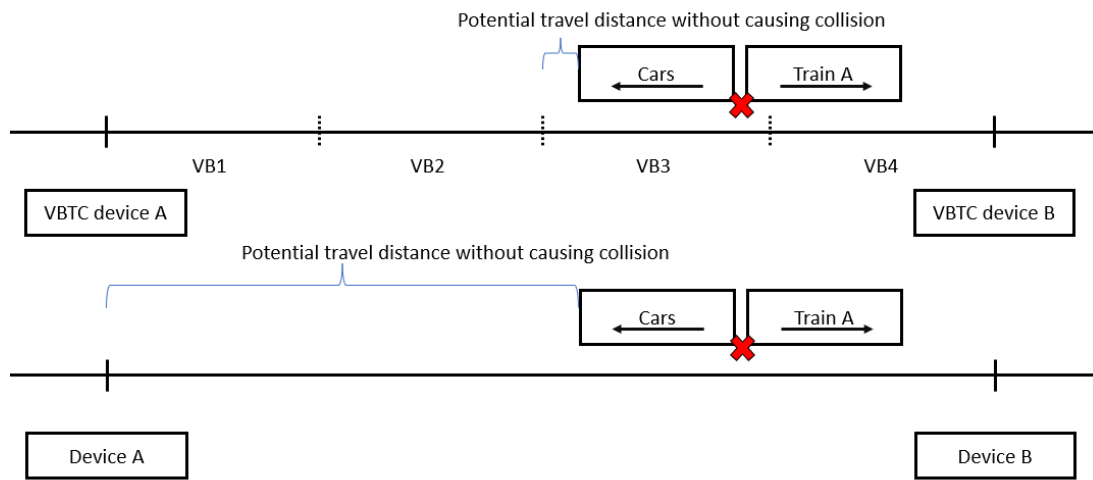 Potential travel distance without causing collision
Cars
Train A
VB1
VB2
VB3
VB4
VBTC device A
VBTC device B
Potential travel distance without causing collision
Cars
Train A
Device A
Device B